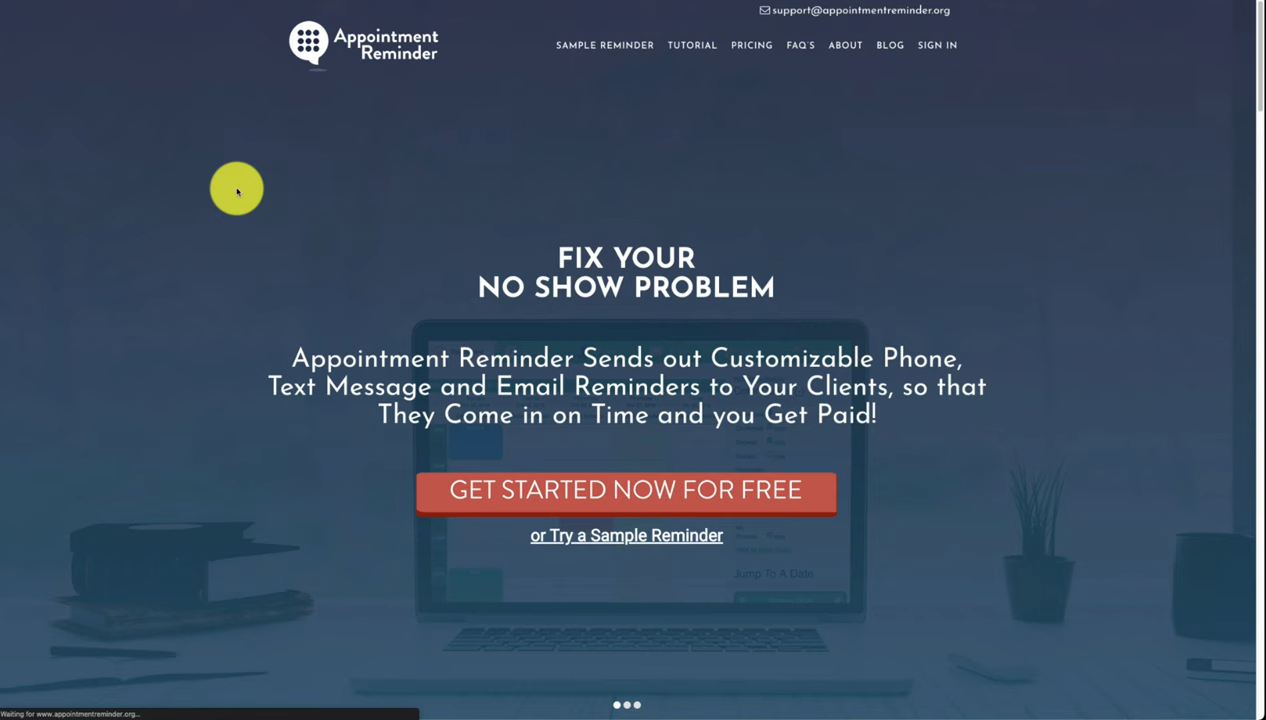 support@appointmentreminder.org
Appointment
Reminder
SAMPLE REMINDER TUTORIAL PRICING FAQ'S ABOUT BLOG SIGN IN
FIX YOUR
NO SHOW PROBLEM
Appointment Reminder Sends out Customizable Phone,
Text Message and Email Reminders to Your Clients, so that
They Come in on Time and you Get Paid!
GET STARTED NOW FOR FREE
or Try a Sample Reminder
Jump To A Date
Waiting for www.appointmentreminder.org...